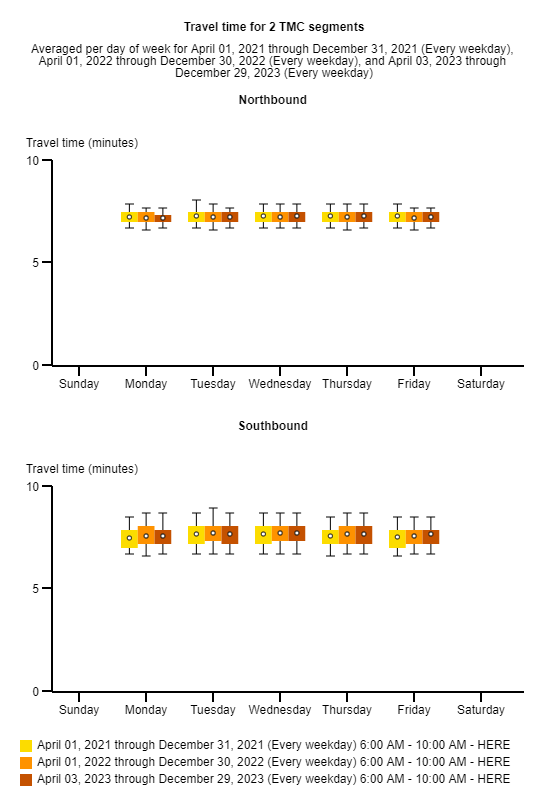 Travel time for 2 TMC segments
Averaged per day of week for April 01, 2021 through December 31, 2021 (Every weekday),
April 01, 2022 through December 30, 2022 (Every weekday), and April 03, 2023 through
December 29, 2023 (Every weekday)
Northbound
Travel time (minutes)
10
5
0
Sunday Monday Tuesday Wednesday Thursday Friday Saturday
Southbound
Travel time (minutes)
10
5
0
Sunday Monday Tuesday Wednesday Thursday Friday Saturday
April 01, 2021 through December 31, 2021 (Every weekday) 6:00 AM - 10:00 AM - HERE
April 01, 2022 through December 30, 2022 (Every weekday) 6:00 AM - 10:00 AM - HERE
April 03, 2023 through December 29, 2023 (Every weekday) 6:00 AM - 10:00 AM - HERE